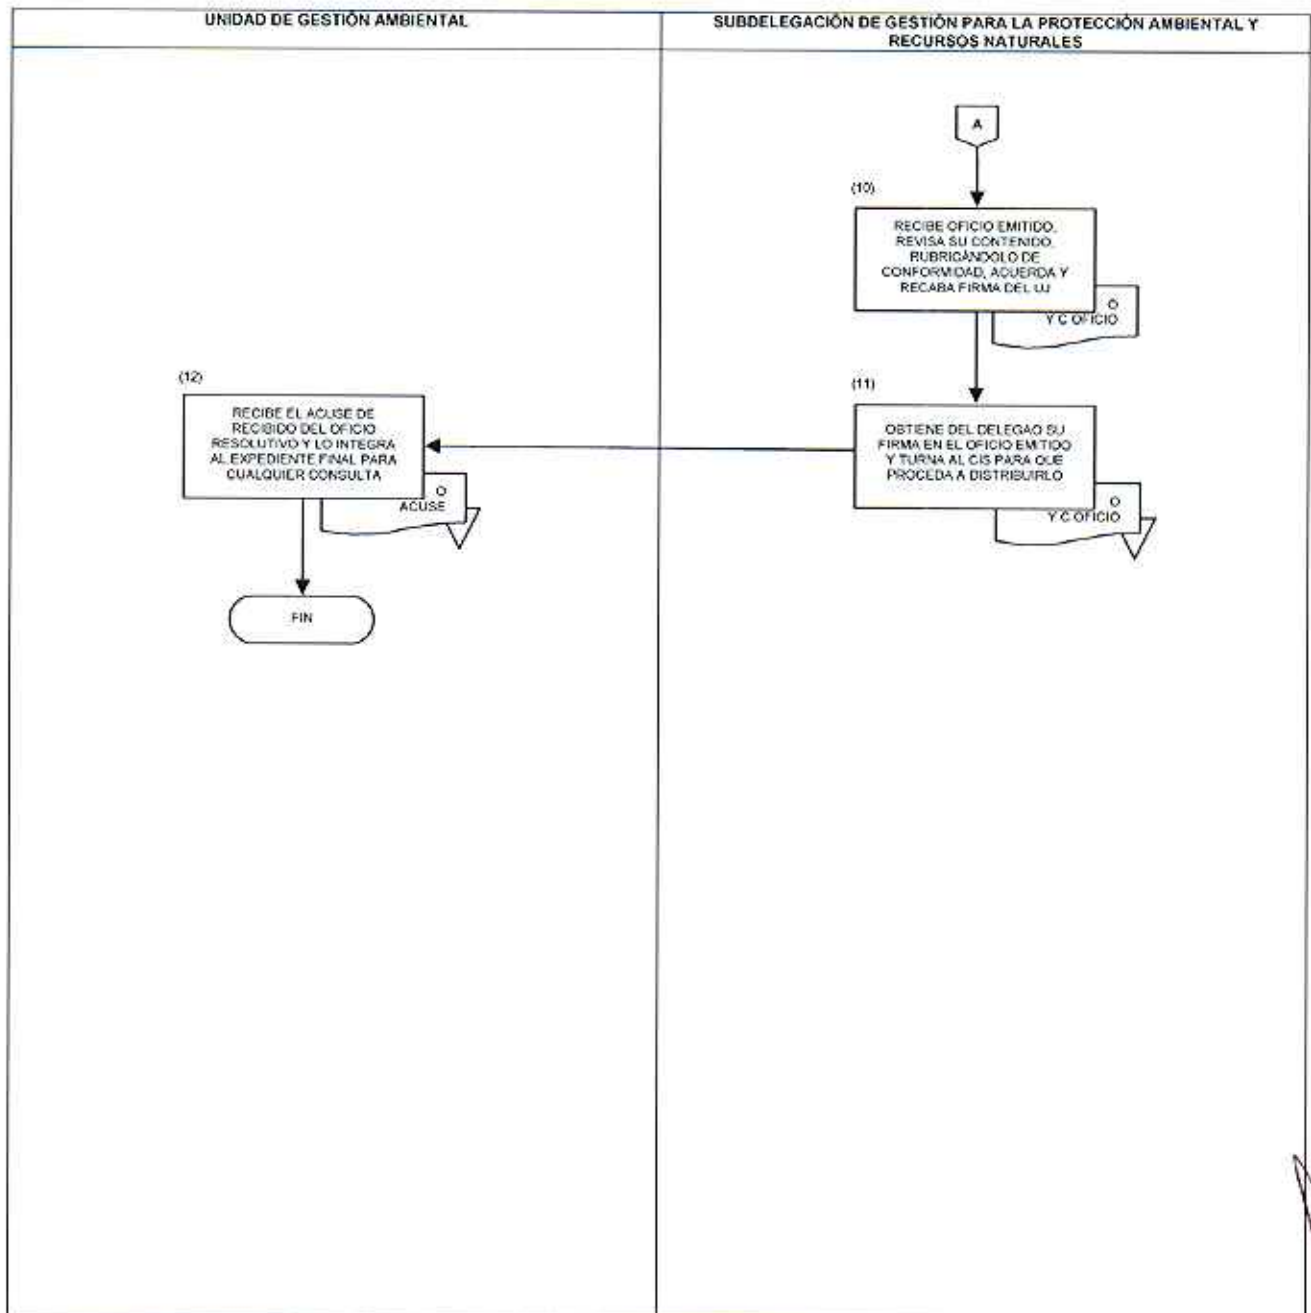 UNIDAD DE GESTIÓN AMBIENTAL
SUBDELEGACIÓN DE GESTIÓN PARA LA PROTECCIÓN AMBIENTAL Y
RECURSOS NATURALES
A
(10)
RECIBE OFICIO EMITIDO,
REVISA SU CONTENIDO,
RUBRICÁNDOLO DE
CONFORMIDAD, ACUERDA Y
RECABA FIRMA DEL UJ
O
Y C OFICIO
(11)
OBTIENE DEL DELEGAO SU
FIRMA EN EL OFICIO EMITIDO
Y TURNA AL CIS PARA QUE
PROCEDA A DISTRIBUIRLO
O
Y C OFICIO
(12)
RECIBE EL ACUSE DE
RECIBIDO DEL OFICIO
RESOLUTIVO Y LO INTEGRA
AL EXPEDIENTE FINAL PARA
CUALQUIER CONSULTA
O
ACUSE
FIN